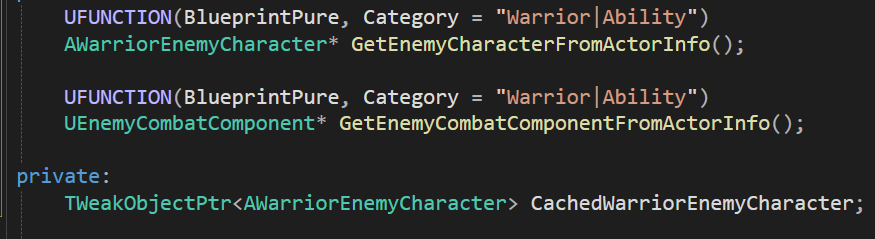 UFUNCTION(BlueprintPure, Category = "Warrior|Ability")
AWarriorEnemyCharacter* GetEnemyCharacterFromActorInfo();
UFUNCTION(BlueprintPure, Category = "Warrior|Ability")
UEnemyCombatComponent* GetEnemyCombatComponentFromActorInfo();
private:
TWeakObjectPtr<AWarriorEnemyCharacter> CachedWarriorEnemyCharacter;